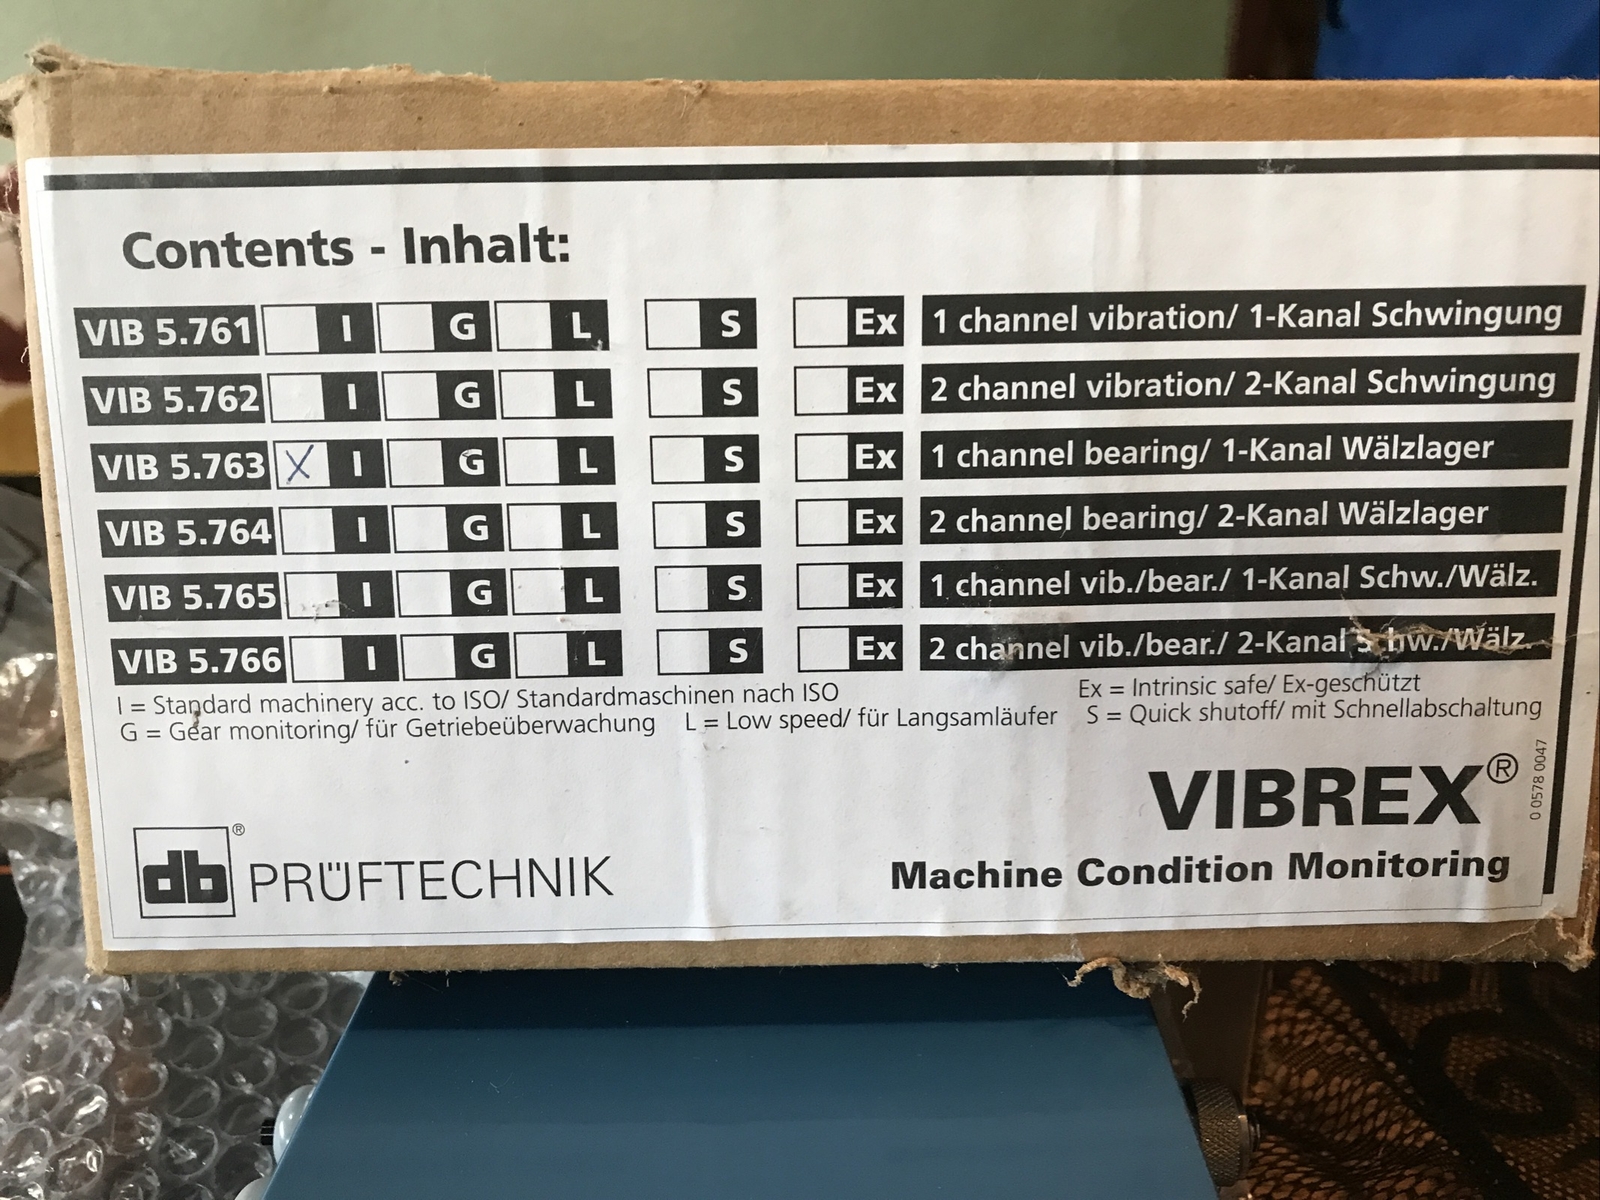 Contents - Inhalt:
VIB 5.761 I G L S Ex 1 channel vibration/ 1-Kanal Schwingung
VIB 5.762 I G L S Ex 2 channel vibration/ 2-Kanal Schwingung
VIB 5.763 X I G L S Ex 1 channel bearing/ 1-Kanal Wälzlager
VIB 5.764 I G L S Ex 2 channel bearing/ 2-Kanal Wälzlager
VIB 5.765 I G L S Ex 1 channel vib./bear./ 1-Kanal Schw./Wälz.
VIB 5.766 I G L S Ex 2 channel vib./bear./ 2-Kanal Schw./Wälz.
I = Standard machinery acc. to ISO/ Standardmaschinen nach ISO Ex = Intrinsic safe/ Ex-geschützt
G = Gear monitoring/ für Getriebeüberwachung L = Low speed/ für Langsamläufer S = Quick shutoff/ mit Schnellabschaltung
VIBREX®
0 0578 0047
db® PRÜFTECHNIK
Machine Condition Monitoring